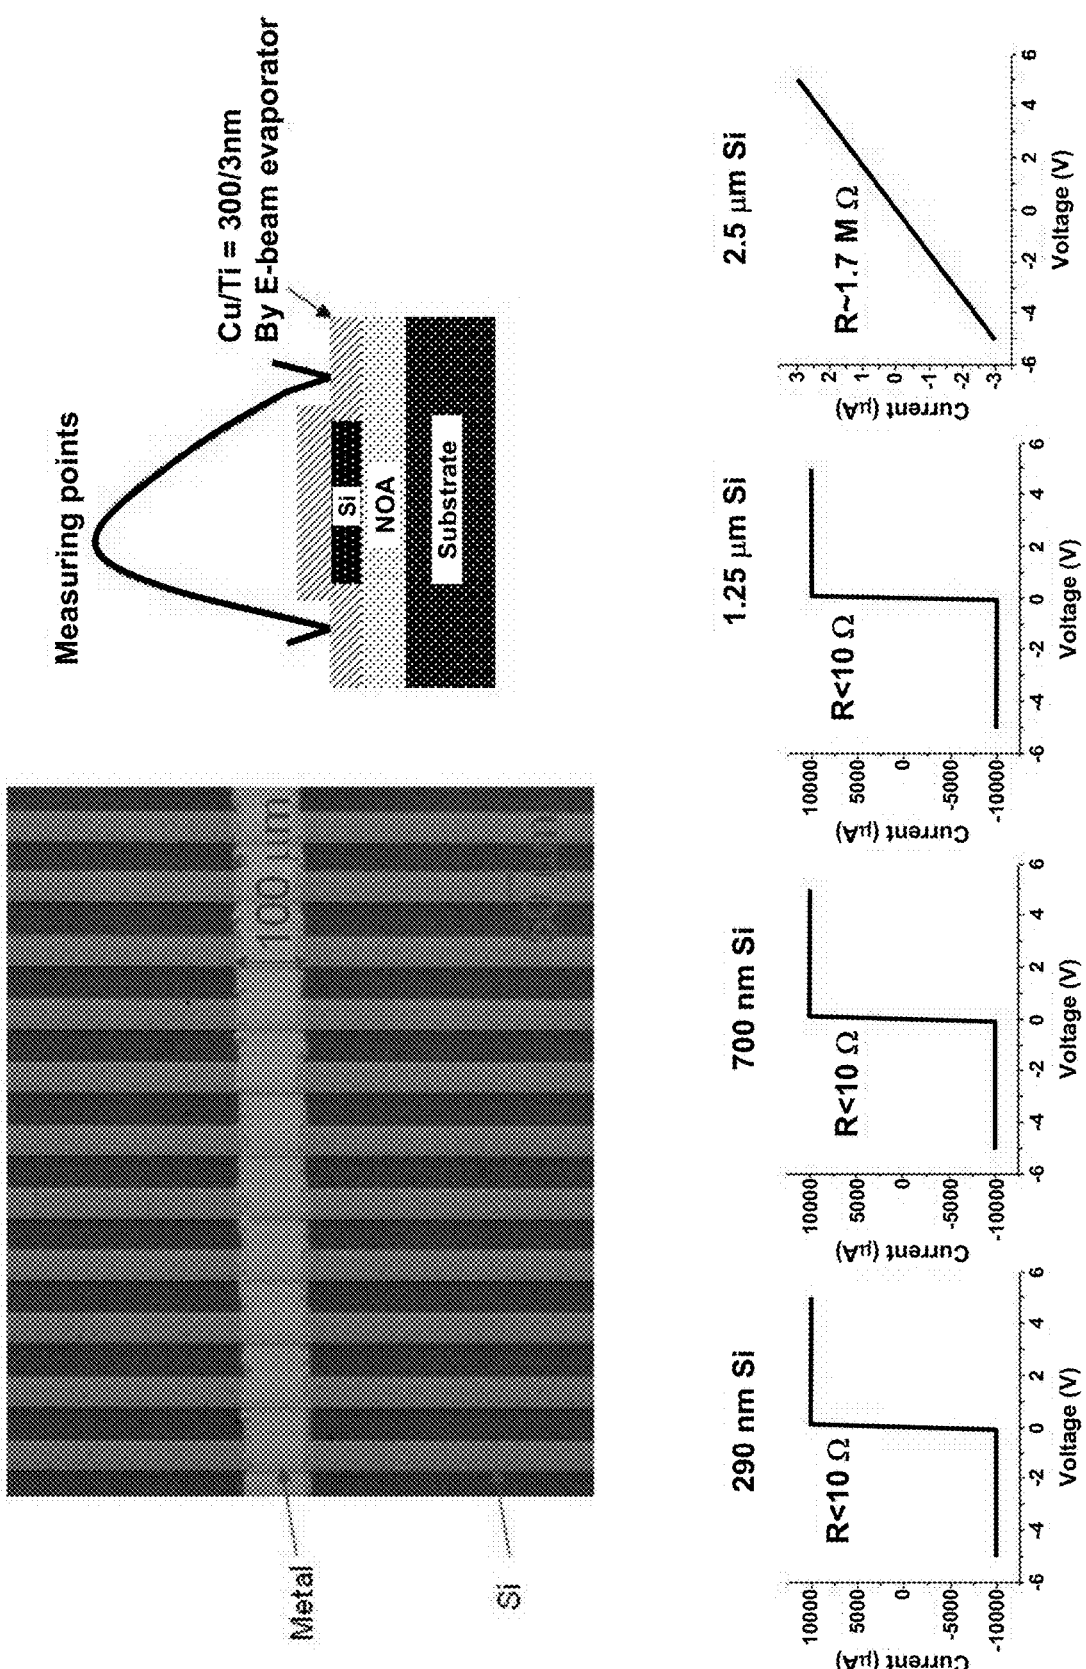 Metal
Si
100 μm
Measuring points
Cu/Ti = 300/3nm
By E-beam evaporator
Si
NOA
Substrate
290 nm Si
R<10 Ω
Current (μA)
10000
5000
0
-5000
-10000
-6 -4 -2 0 2 4 6
Voltage (V)
700 nm Si
R<10 Ω
Current (μA)
10000
5000
0
-5000
-10000
-6 -4 -2 0 2 4 6
Voltage (V)
1.25 μm Si
R<10 Ω
Current (μA)
10000
5000
0
-5000
-10000
-6 -4 -2 0 2 4 6
Voltage (V)
2.5 μm Si
R~1.7 M Ω
Current (μA)
3
2
1
0
-1
-2
-3
-6 -4 -2 0 2 4 6
Voltage (V)